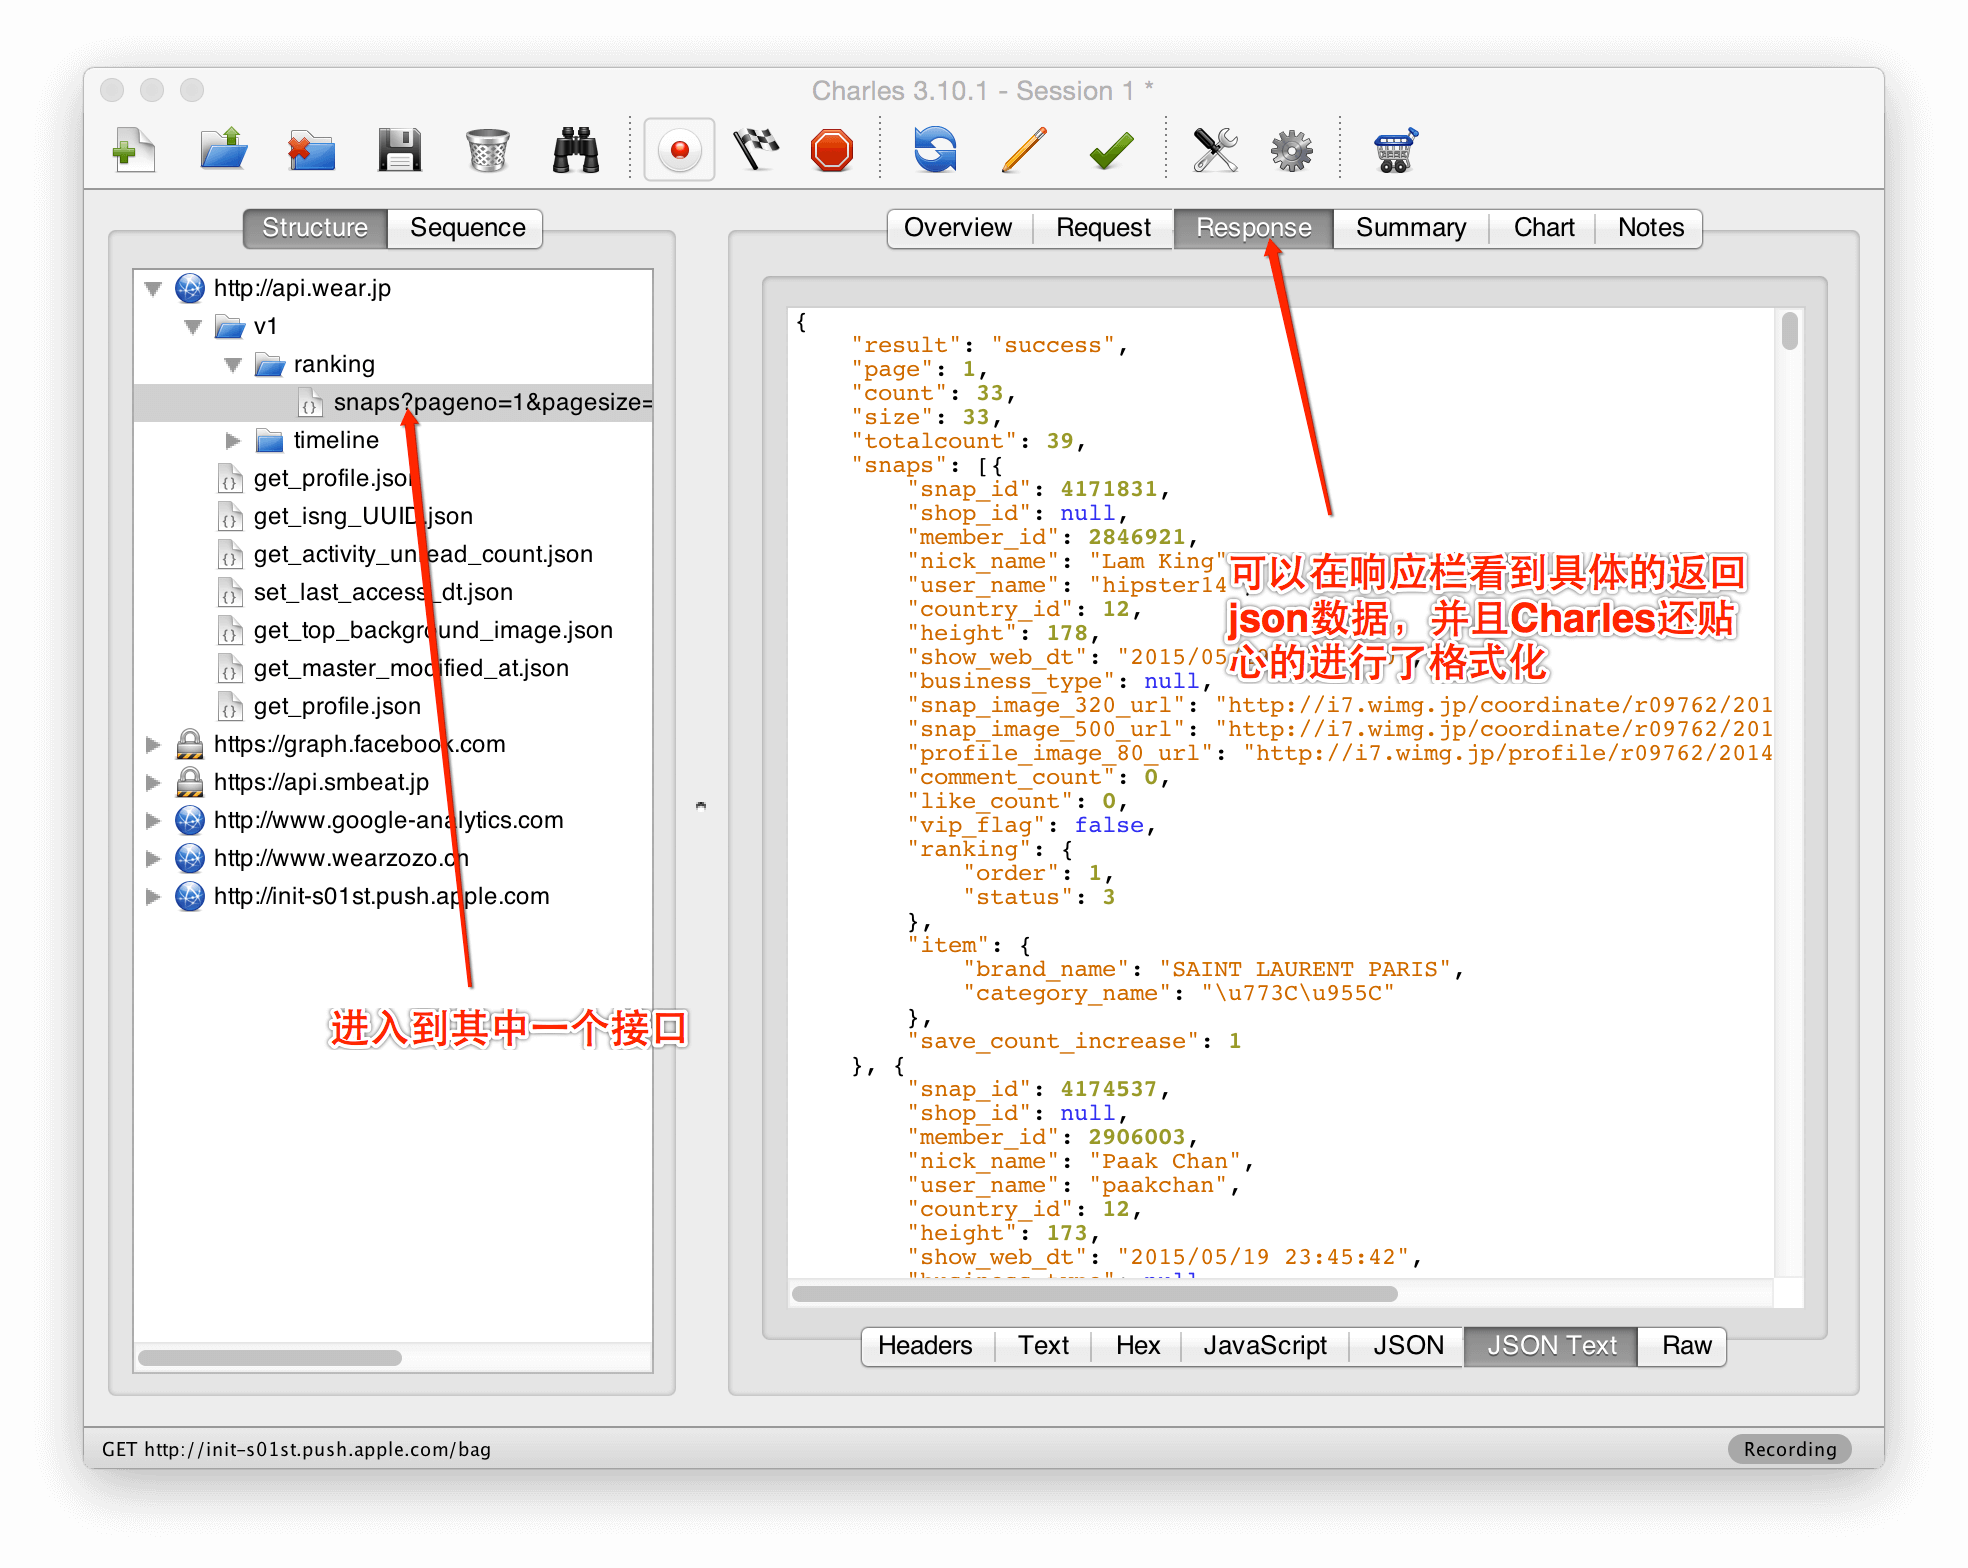 Charles 3.10.1 - Session 1 *
Structure
Sequence
http://api.wear.jp
v1
ranking
snaps?pageno=1&pagesize=
timeline
get_profile.json
get_isng_UUID.json
get_activity_unread_count.json
set_last_access_dt.json
get_top_background_image.json
get_master_modified_at.json
get_profile.json
https://graph.facebook.com
https://api.smbeat.jp
http://www.google-analytics.com
http://www.wearzozo.cn
http://init-s01st.push.apple.com
进入到其中一个接口
Overview
Request
Response
Summary
Chart
Notes
{
"result": "success",
"page": 1,
"count": 33,
"size": 33,
"totalcount": 39,
"snaps": [{
"snap_id": 4171831,
"shop_id": null,
"member_id": 2846921,
"nick_name": "Lam King"
"user_name": "hipster14
"country_id": 12,
"height": 178,
"show_web_dt": "2015/05
"business_type": null,
"snap_image_320_url": "http://i7.wimg.jp/coordinate/r09762/201
"snap_image_500_url": "http://i7.wimg.jp/coordinate/r09762/201
"profile_image_80_url": "http://i7.wimg.jp/profile/r09762/2014
"comment_count": 0,
"like_count": 0,
"vip_flag": false,
"ranking": {
"order": 1,
"status": 3
},
"item": {
"brand_name": "SAINT LAURENT PARIS",
"category_name": "\u773C\u955C"
},
"save_count_increase": 1
}, {
"snap_id": 4174537,
"shop_id": null,
"member_id": 2906003,
"nick_name": "Paak Chan",
"user_name": "paakchan",
"country_id": 12,
"height": 173,
"show_web_dt": "2015/05/19 23:45:42",
可以在响应栏看到具体的返回
json数据，并且Charles还贴
心的进行了格式化
Headers
Text
Hex
JavaScript
JSON
JSON Text
Raw
GET http://init-s01st.push.apple.com/bag
Recording